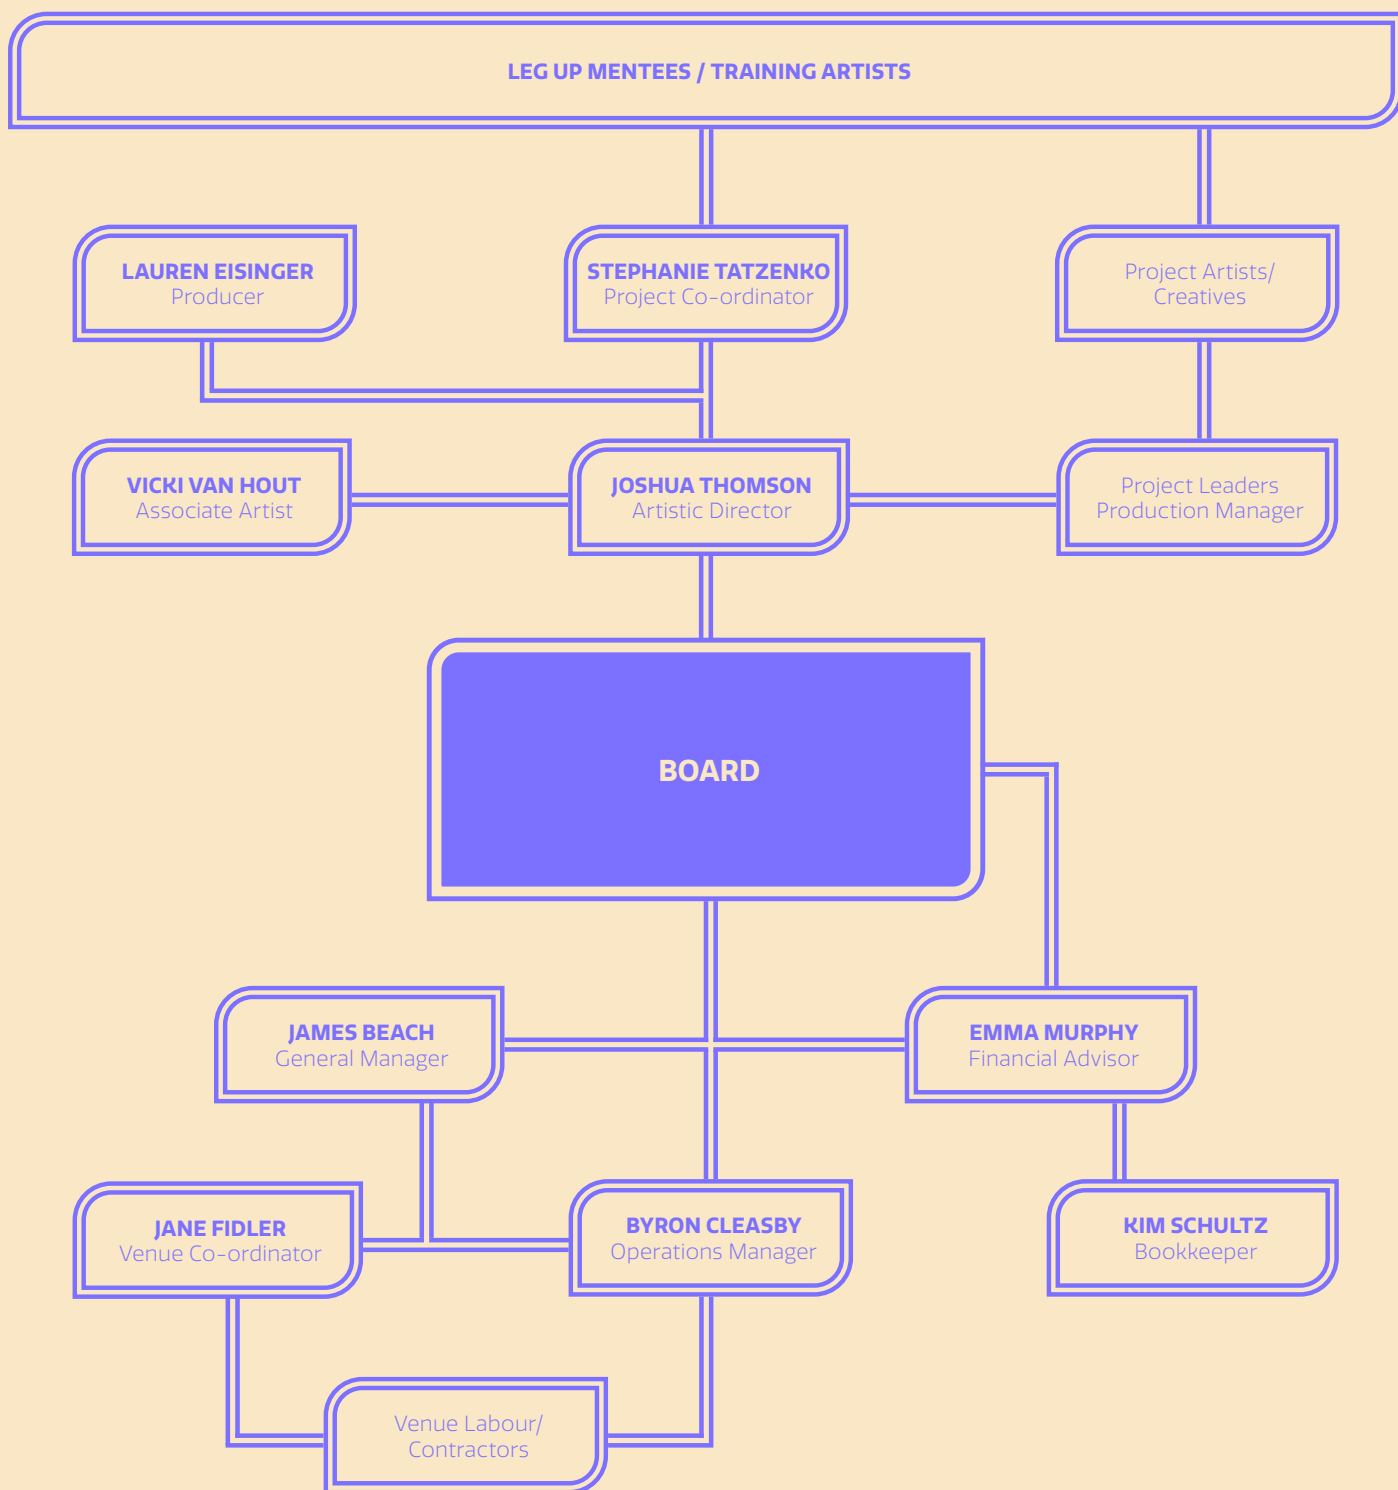 LEG UP MENTEES / TRAINING ARTISTS
LAUREN EISINGER
Producer
STEPHANIE TATZENKO
Project Co-ordinator
Project Artists/
Creatives
VICKI VAN HOUT
Associate Artist
JOSHUA THOMSON
Artistic Director
Project Leaders
Production Manager
BOARD
JAMES BEACH
General Manager
EMMA MURPHY
Financial Advisor
JANE FIDLER
Venue Co-ordinator
BYRON CLEASBY
Operations Manager
KIM SCHULTZ
Bookkeeper
Venue Labour/
Contractors